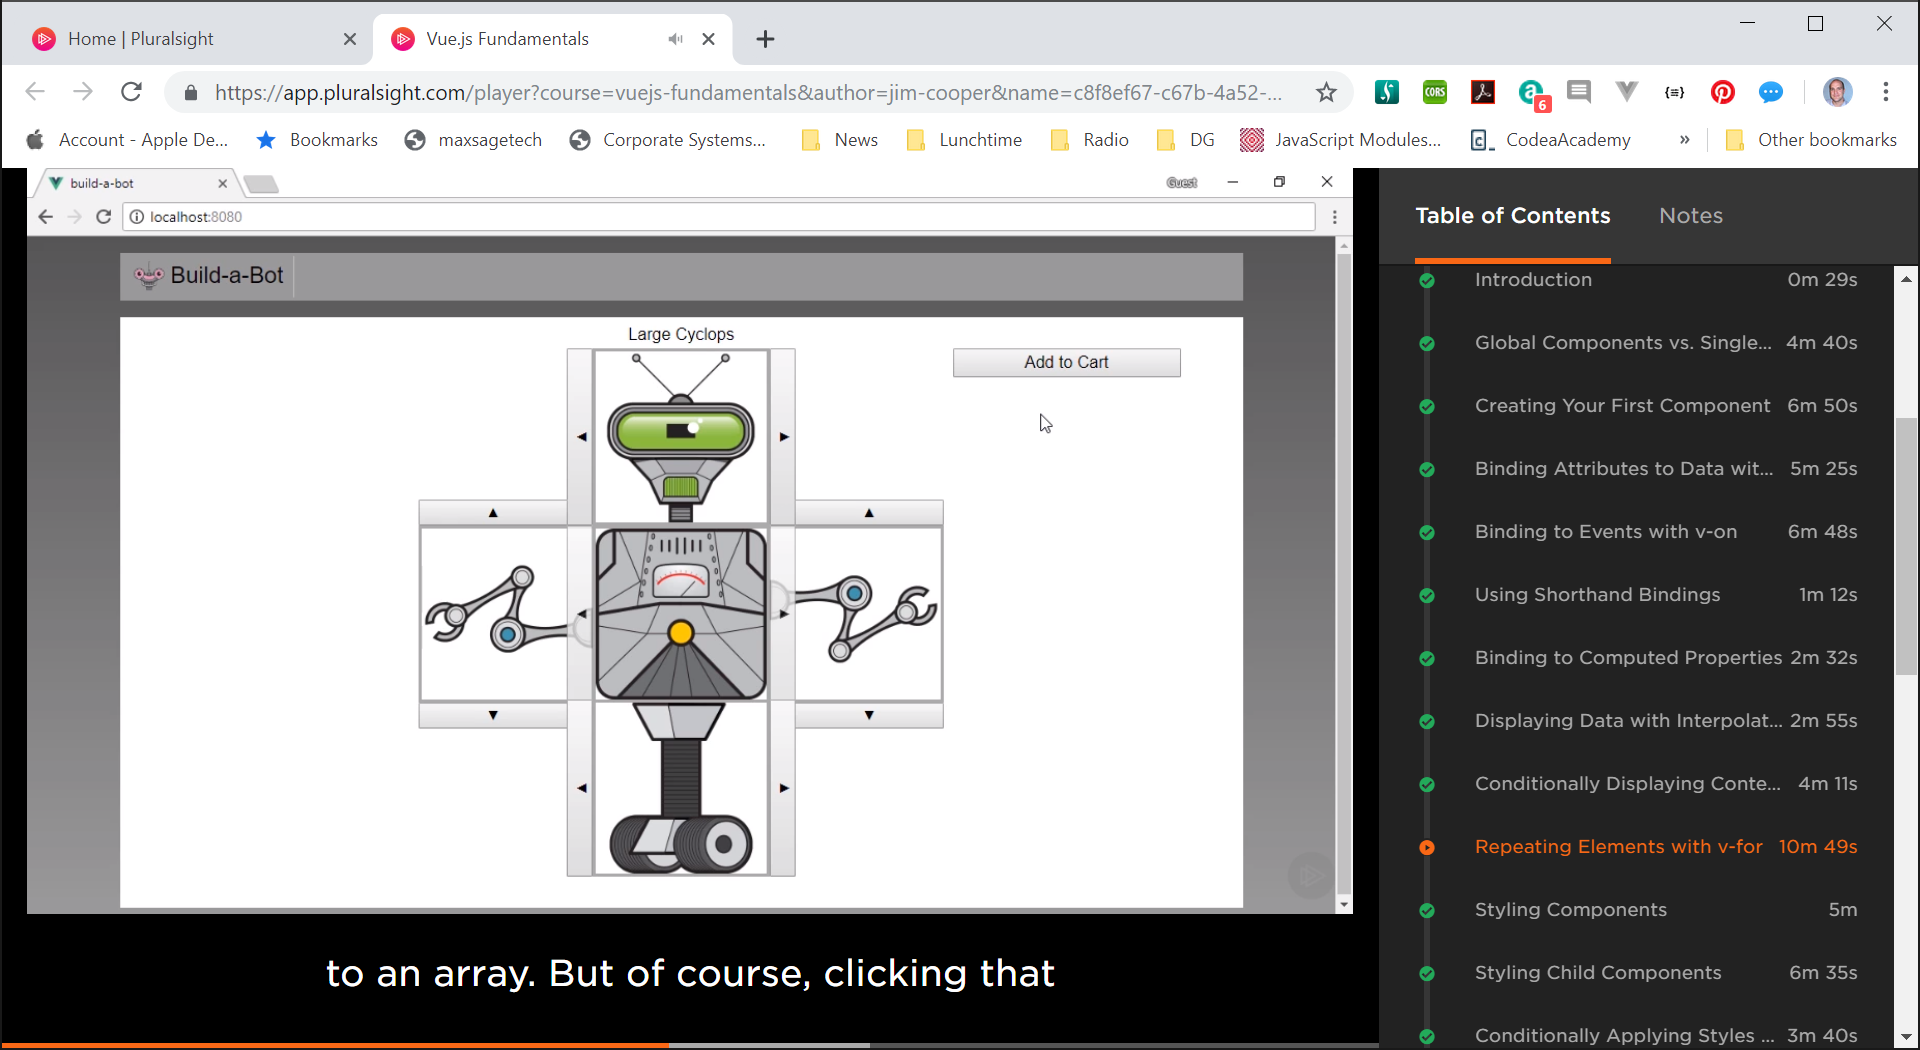 Home | Pluralsight
Vue.js Fundamentals
https://app.pluralsight.com/player?course=vuejs-fundamentals&author=jim-cooper&name=c8f8ef67-c67b-4a52-...
CORS
6
{≡}
Account - Apple De...
Bookmarks
maxsagetech
Corporate Systems...
News
Lunchtime
Radio
DG
JavaScript Modules...
CodeaAcademy
»
Other bookmarks
build-a-bot
Guest
localhost:8080
Build-a-Bot
Large Cyclops
Add to Cart
to an array. But of course, clicking that
Table of Contents
Notes
Introduction 0m 29s
Global Components vs. Single... 4m 40s
Creating Your First Component 6m 50s
Binding Attributes to Data wit... 5m 25s
Binding to Events with v-on 6m 48s
Using Shorthand Bindings 1m 12s
Binding to Computed Properties 2m 32s
Displaying Data with Interpolat... 2m 55s
Conditionally Displaying Conte... 4m 11s
Repeating Elements with v-for 10m 49s
Styling Components 5m
Styling Child Components 6m 35s
Conditionally Applying Styles ... 3m 40s